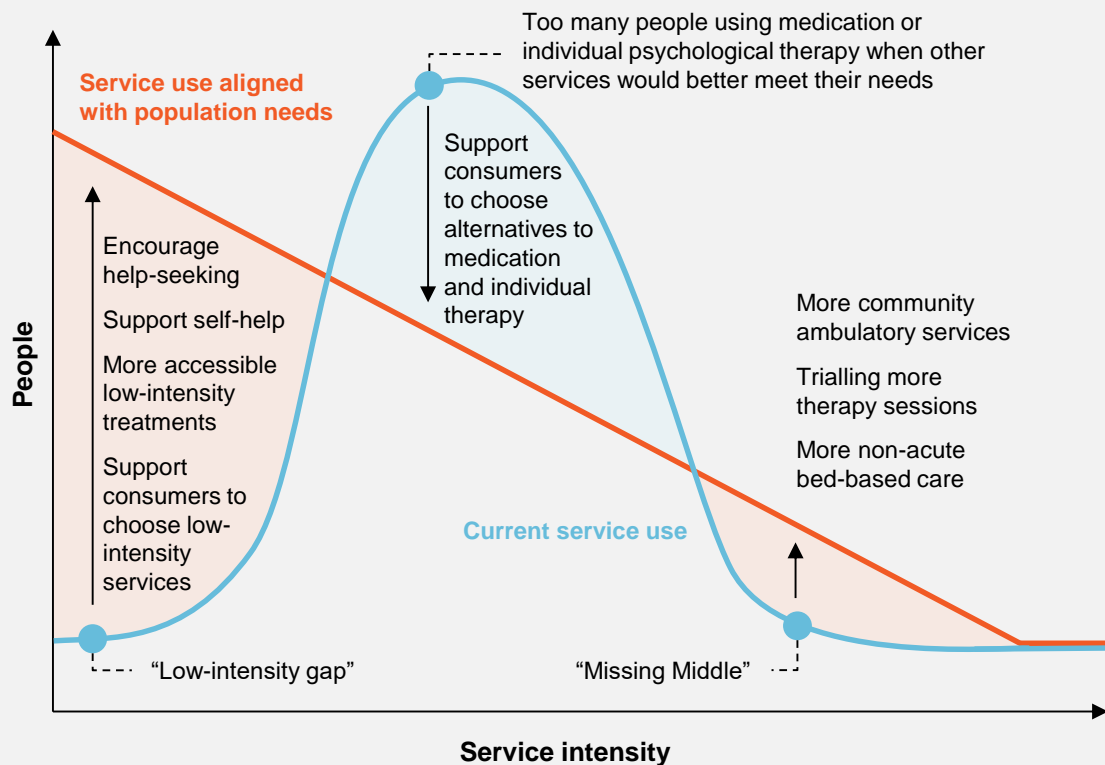 Too many people using medication or
individual psychological therapy when other
services would better meet their needs
Service use aligned
with population needs
Support
consumers
to choose
alternatives to
medication
and individual
therapy
Encourage
help-seeking
Support self-help
More accessible
low-intensity
treatments
Support
consumers to
choose low-
intensity
services
More community
ambulatory services
Trialling more
therapy sessions
More non-acute
bed-based care
People
Current service use
“Low-intensity gap”
“Missing Middle”
Service intensity